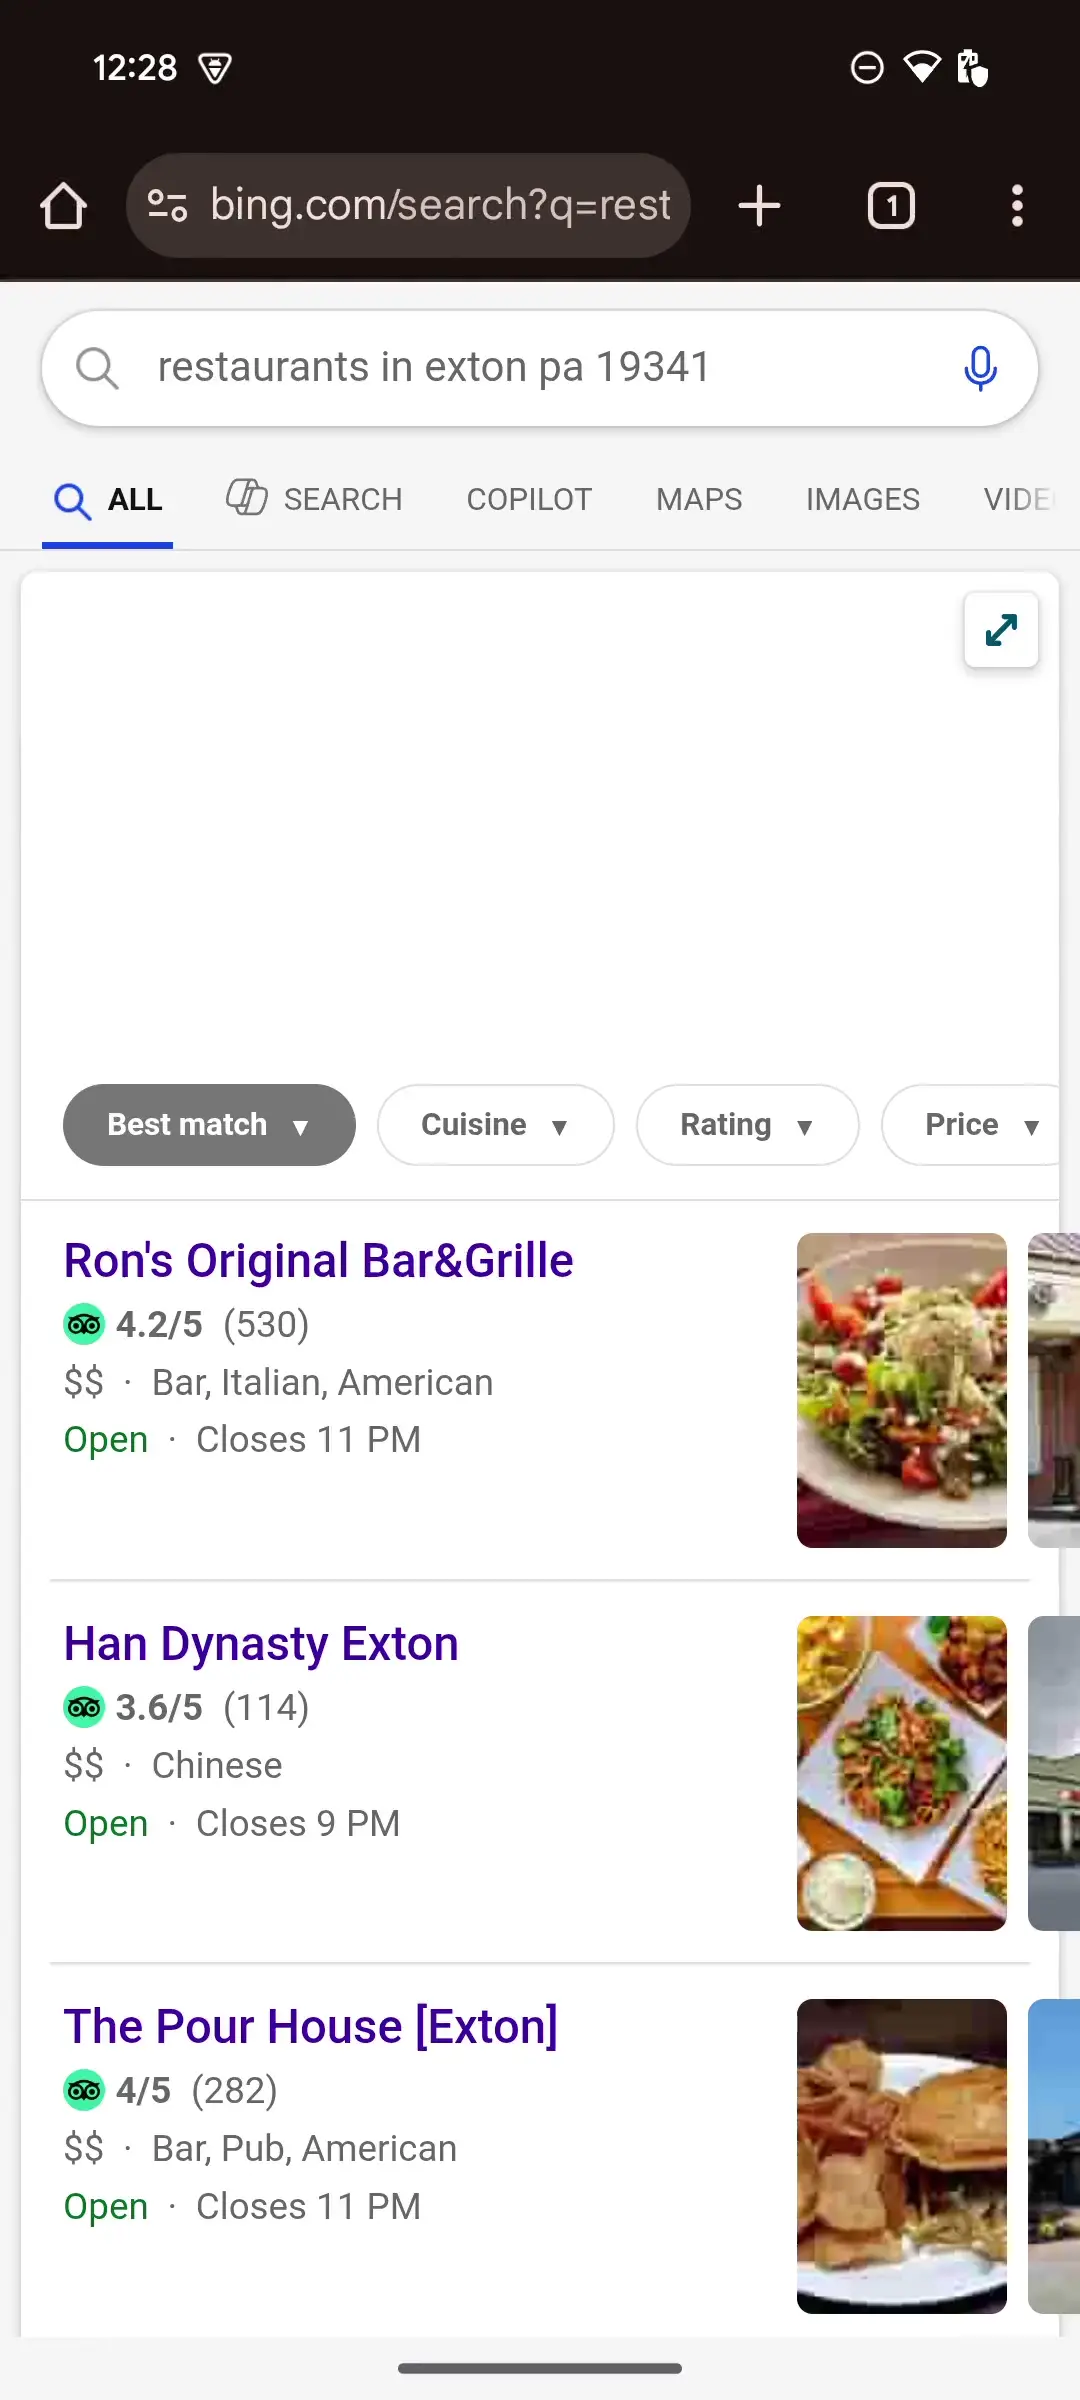 12:28
bing.com/search?q=rest
1
restaurants in exton pa 19341
ALL SEARCH COPILOT MAPS IMAGES VIDE
Best match ▼ Cuisine ▼ Rating ▼ Price ▼
Ron's Original Bar&Grille
4.2/5 (530)
$$ · Bar, Italian, American
Open · Closes 11 PM
Han Dynasty Exton
3.6/5 (114)
$$ · Chinese
Open · Closes 9 PM
The Pour House [Exton]
4/5 (282)
$$ · Bar, Pub, American
Open · Closes 11 PM